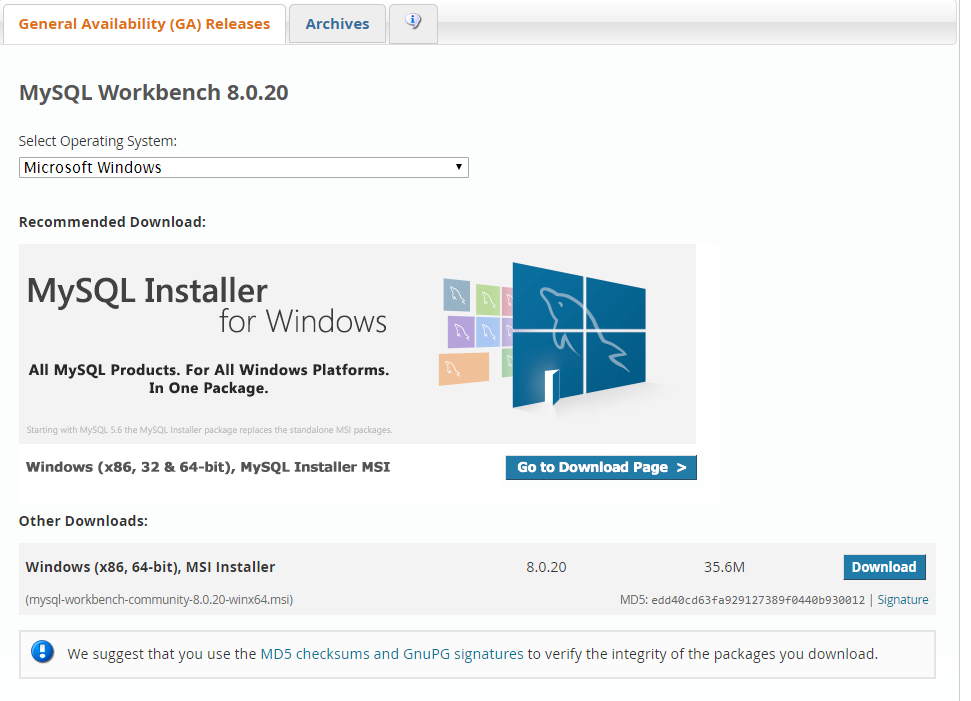 General Availability (GA) Releases
Archives
MySQL Workbench 8.0.20
Select Operating System:
Microsoft Windows
Recommended Download:
MySQL Installer
for Windows
All MySQL Products. For All Windows Platforms.
In One Package.
Starting with MySQL 5.6 the MySQL Installer package replaces the standalone MSI packages.
Windows (x86, 32 & 64-bit), MySQL Installer MSI
Go to Download Page >
Other Downloads:
Windows (x86, 64-bit), MSI Installer 8.0.20 35.6M Download
(mysql-workbench-community-8.0.20-winx64.msi) MD5: edd40cd63fa929127389f0440b930012 | Signature
We suggest that you use the MD5 checksums and GnuPG signatures to verify the integrity of the packages you download.